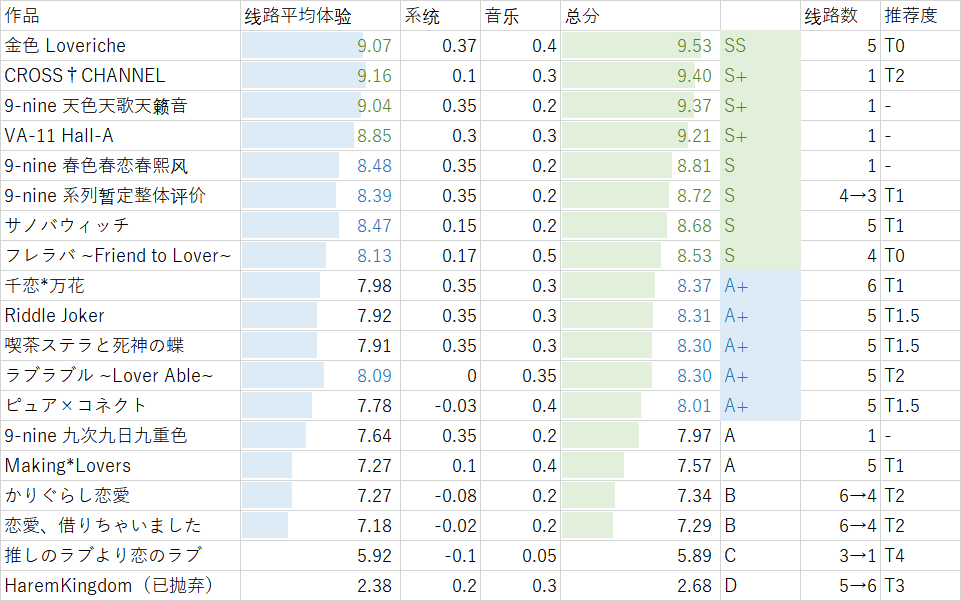 作品 线路平均体验 系统 音乐 总分 线路数 推荐度
金色 Loveriche 9.07 0.37 0.4 9.53 SS 5 T0
CROSS†CHANNEL 9.16 0.1 0.3 9.40 S+ 1 T2
9-nine 天色天歌天籁音 9.04 0.35 0.2 9.37 S+ 1 -
VA-11 Hall-A 8.85 0.3 0.3 9.21 S+ 1 -
9-nine 春色春恋春熙风 8.48 0.35 0.2 8.81 S 1 -
9-nine 系列暂定整体评价 8.39 0.35 0.2 8.72 S 4→3 T1
サノバウィッチ 8.47 0.15 0.2 8.68 S 5 T1
フレラバ ~Friend to Lover~ 8.13 0.17 0.5 8.53 S 4 T0
千恋*万花 7.98 0.35 0.3 8.37 A+ 6 T1
Riddle Joker 7.92 0.35 0.3 8.31 A+ 5 T1.5
喫茶ステラと死神の蝶 7.91 0.35 0.3 8.30 A+ 5 T1.5
ラブラブル ~Lover Able~ 8.09 0 0.35 8.30 A+ 5 T2
ピュア×コネクト 7.78 -0.03 0.4 8.01 A+ 5 T1.5
9-nine 九次九日九重色 7.64 0.35 0.2 7.97 A 1 -
Making*Lovers 7.27 0.1 0.4 7.57 A 5 T1
かりぐらし恋愛 7.27 -0.08 0.2 7.34 B 6→4 T2
恋愛、借りちゃいました 7.18 -0.02 0.2 7.29 B 6→4 T2
推しのラブより恋のラブ 5.92 -0.1 0.05 5.89 C 3→1 T4
HaremKingdom（已抛弃） 2.38 0.2 0.3 2.68 D 5→6 T3